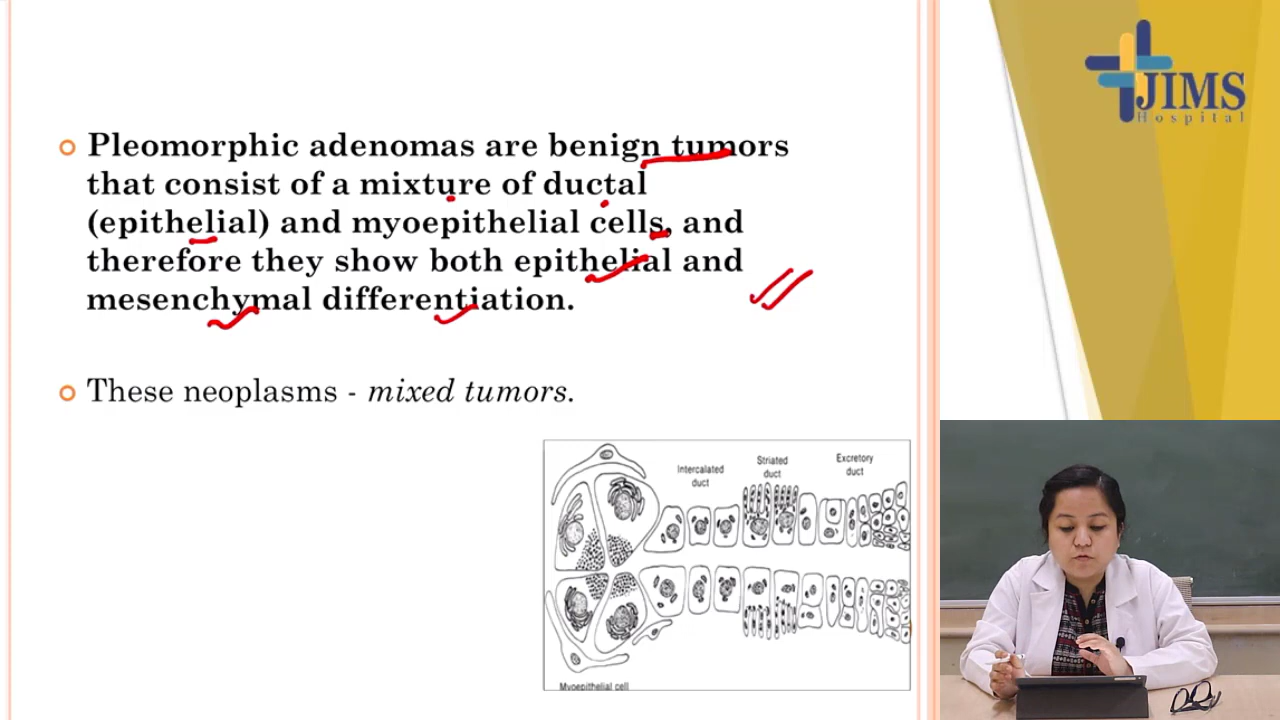 Pleomorphic adenomas are benign tumors
that consist of a mixture of ductal
(epithelial) and myoepithelial cells, and
therefore they show both epithelial and
mesenchymal differentiation.
These neoplasms - mixed tumors.
Intercalated
duct
Striated
duct
Excretory
duct
Myoepithelial cell
JIMS
Hospital